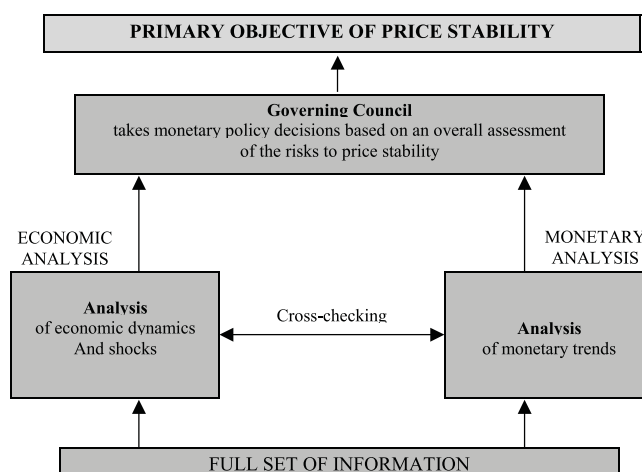 PRIMARY OBJECTIVE OF PRICE STABILITY
Governing Council
takes monetary policy decisions based on an overall assessment
of the risks to price stability
ECONOMIC
ANALYSIS
MONETARY
ANALYSIS
Analysis
of economic dynamics
And shocks
Cross-checking
Analysis
of monetary trends
FULL SET OF INFORMATION